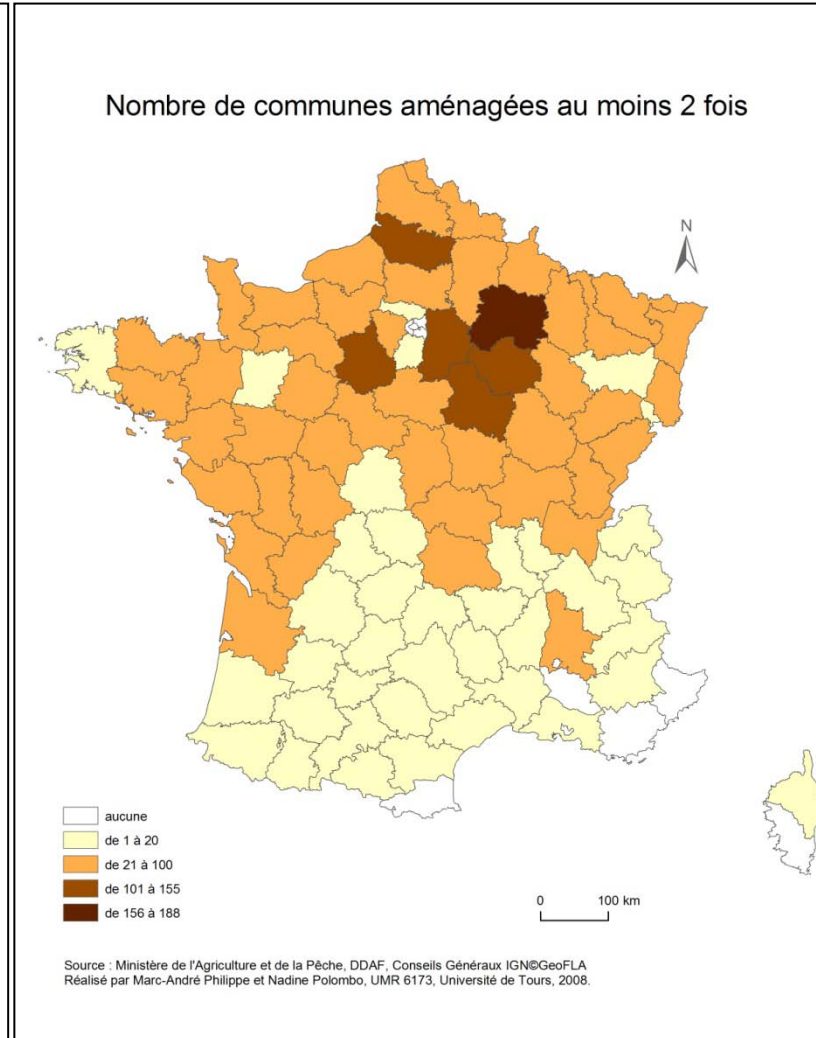 Nombre de communes aménagées au moins 2 fois
N
aucune
de 1 à 20
de 21 à 100
de 101 à 155
de 156 à 188
0 100 km
Source : Ministère de l'Agriculture et de la Pêche, DDAF, Conseils Généraux IGN©GeoFLA
Réalisé par Marc-André Philippe et Nadine Polombo, UMR 6173, Université de Tours, 2008.